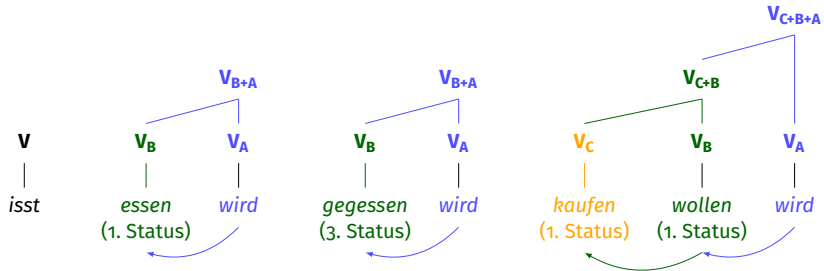 V_C+B+A
V_B+A V_B+A V_C+B
V V_B V_A V_B V_A V_C V_B V_A
isst essen wird gegessen wird kaufen wollen wird
(1. Status) (3. Status) (1. Status) (1. Status)